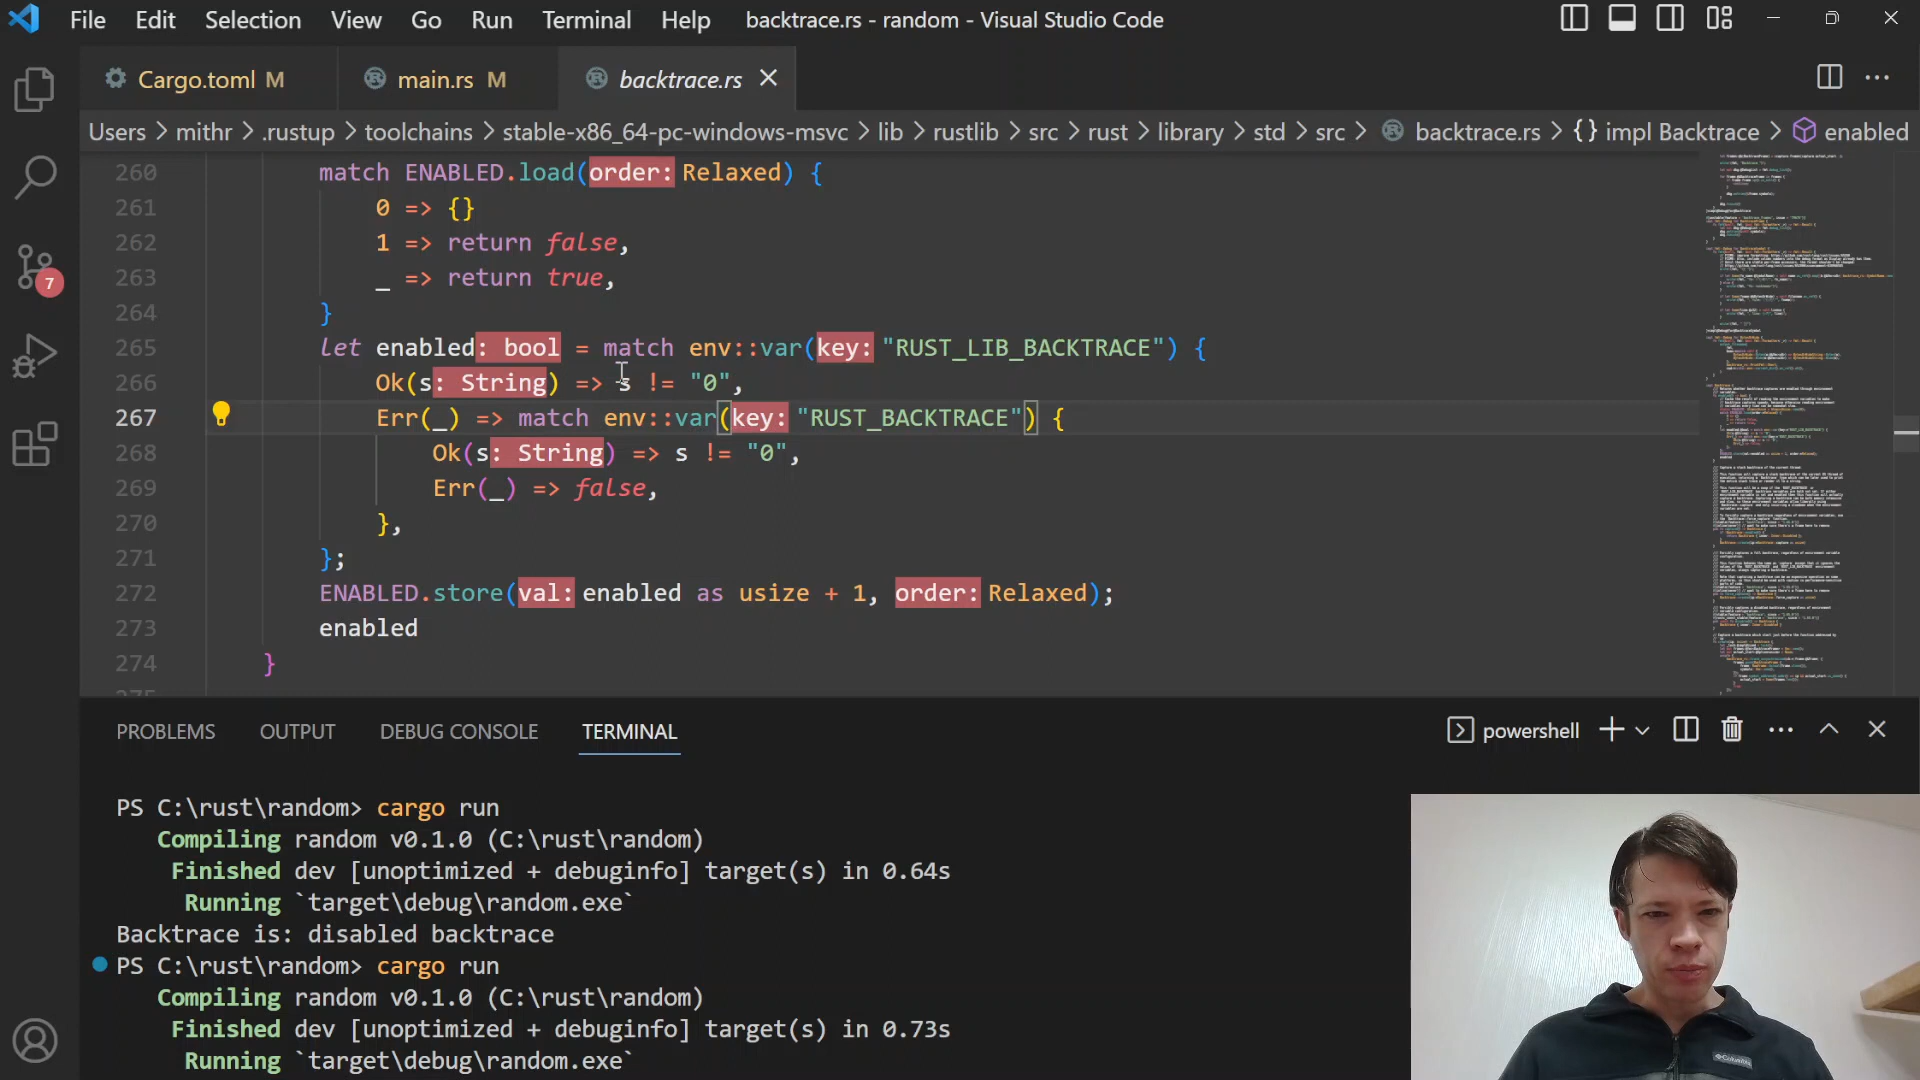 File Edit Selection View Go Run Terminal Help backtrace.rs - random - Visual Studio Code
Cargo.toml M main.rs M backtrace.rs
Users > mithr > .rustup > toolchains > stable-x86_64-pc-windows-msvc > lib > rustlib > src > rust > library > std > src > backtrace.rs > {} impl Backtrace > enabled
260 match ENABLED.load(order: Relaxed) {
261 0 => {}
262 1 => return false,
263 _ => return true,
264 }
265 let enabled: bool = match env::var(key: "RUST_LIB_BACKTRACE") {
266 Ok(s: String) => s != "0",
267 Err(_) => match env::var(key: "RUST_BACKTRACE") {
268 Ok(s: String) => s != "0",
269 Err(_) => false,
270 },
271 };
272 ENABLED.store(val: enabled as usize + 1, order: Relaxed);
273 enabled
274 }
7
PROBLEMS OUTPUT DEBUG CONSOLE TERMINAL powershell
PS C:\rust\random> cargo run
Compiling random v0.1.0 (C:\rust\random)
Finished dev [unoptimized + debuginfo] target(s) in 0.64s
Running `target\debug\random.exe`
Backtrace is: disabled backtrace
PS C:\rust\random> cargo run
Compiling random v0.1.0 (C:\rust\random)
Finished dev [unoptimized + debuginfo] target(s) in 0.73s
Running `target\debug\random.exe`
Columbia